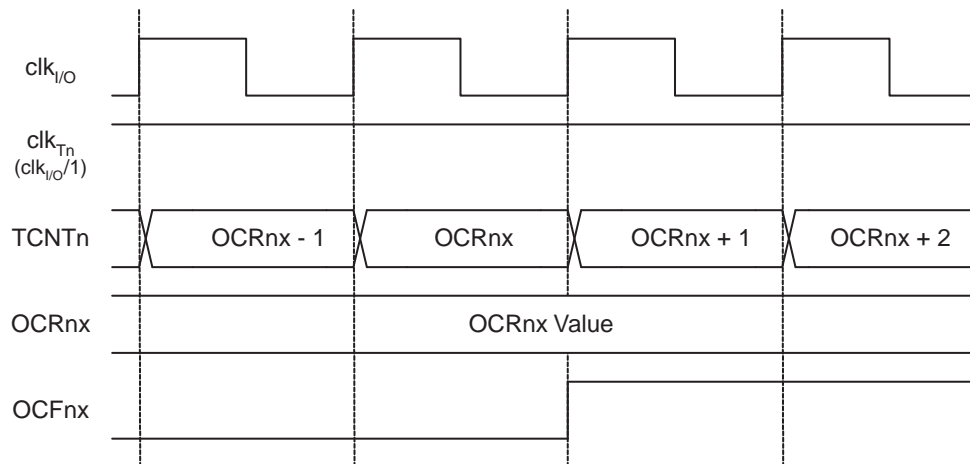 clkI/O
clkTn
(clkI/O/1)
TCNTn OCRnx - 1 OCRnx OCRnx + 1 OCRnx + 2
OCRnx OCRnx Value
OCFnx